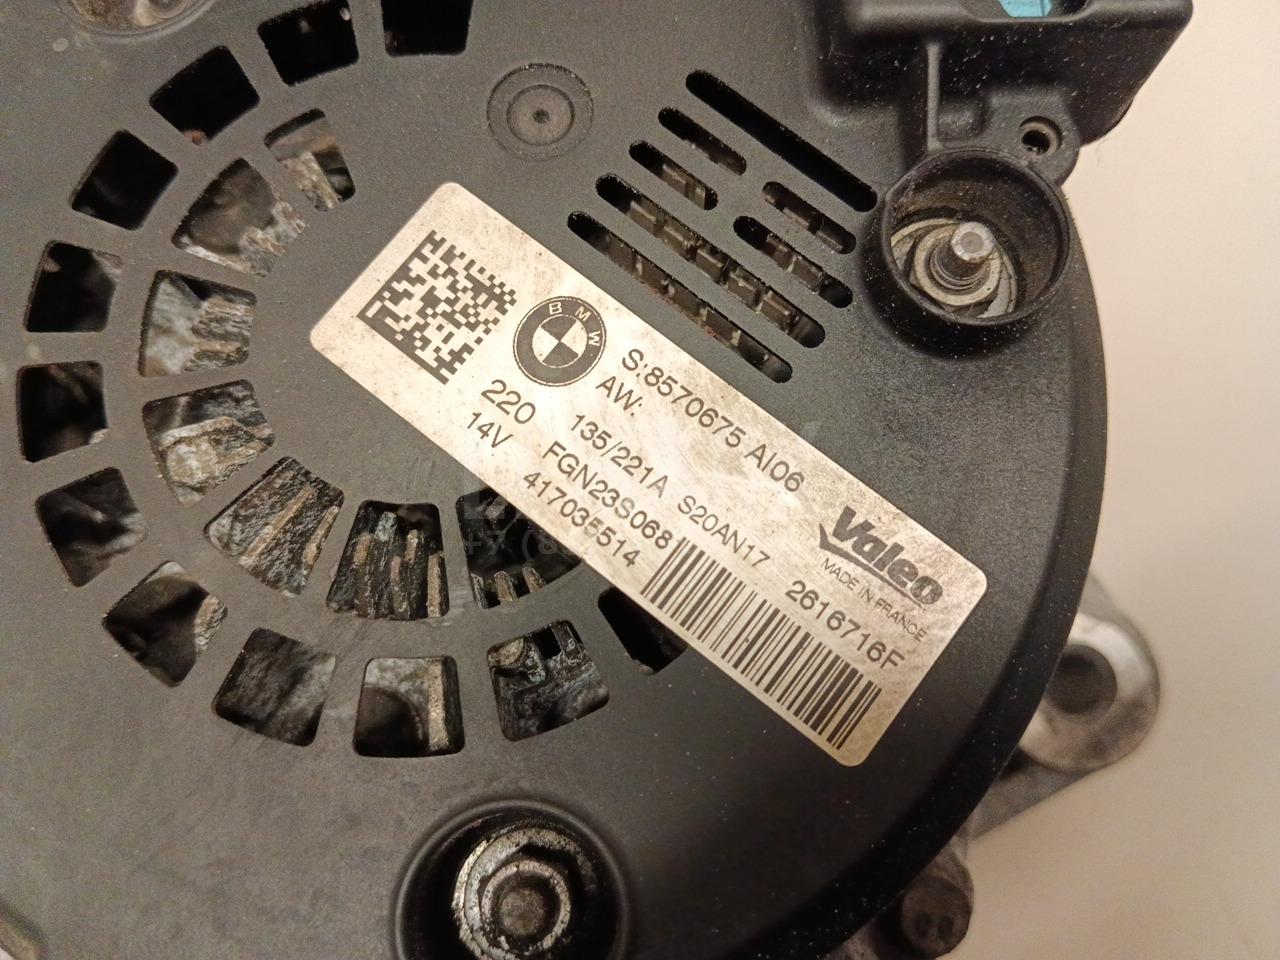 BMW
S:8570675 AI06
AW:
220 135/221A S20AN17
14V FGN23S068 2616716F
417035514
Valeo
MADE IN FRANCE